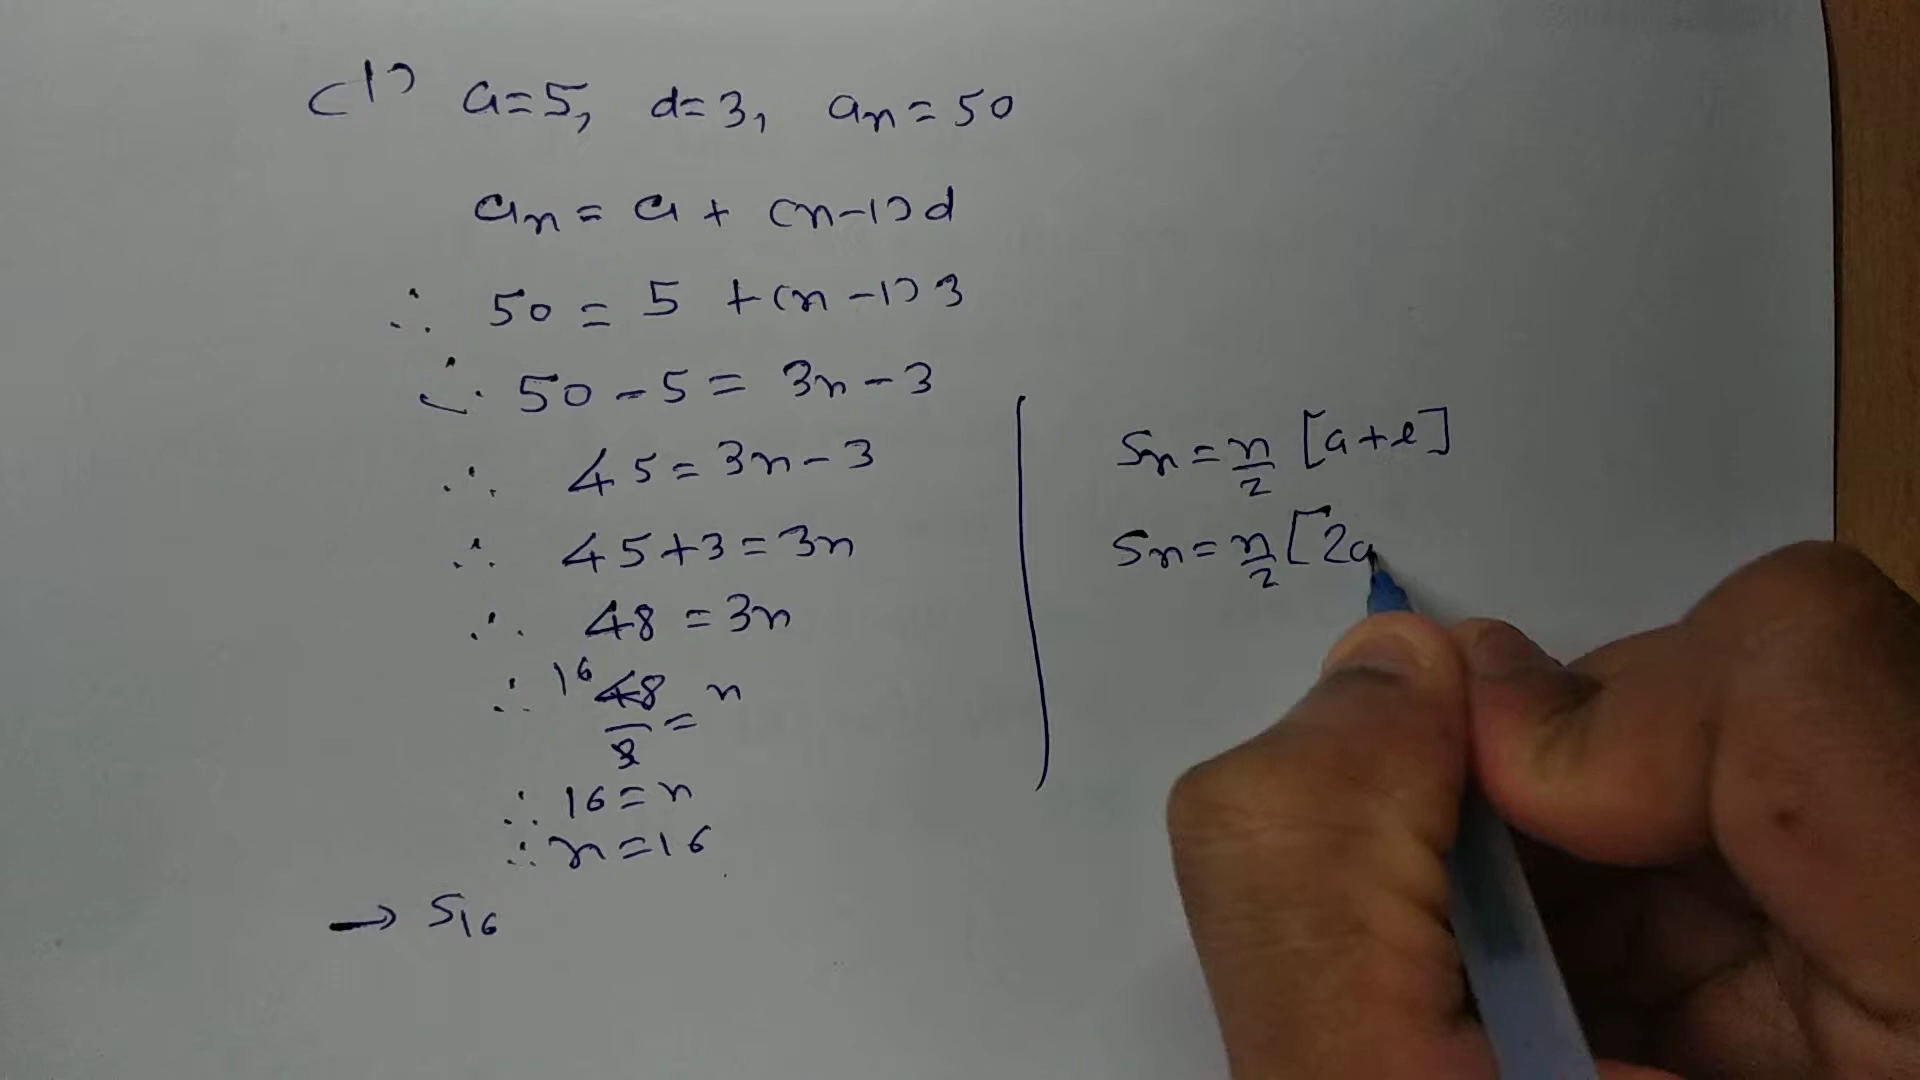 (1) a=5, d=3, an=50
an = a + (n-1)d
∴ 50 = 5 + (n-1)3
∴ 50-5 = 3n-3
∴ 45 = 3n-3
∴ 45+3 = 3n
∴ 48 = 3n
∴ 16 48/3 = n
∴ 16 = n
∴ n = 16
→ S16
Sn = n/2 [a+l]
Sn = n/2 [2a